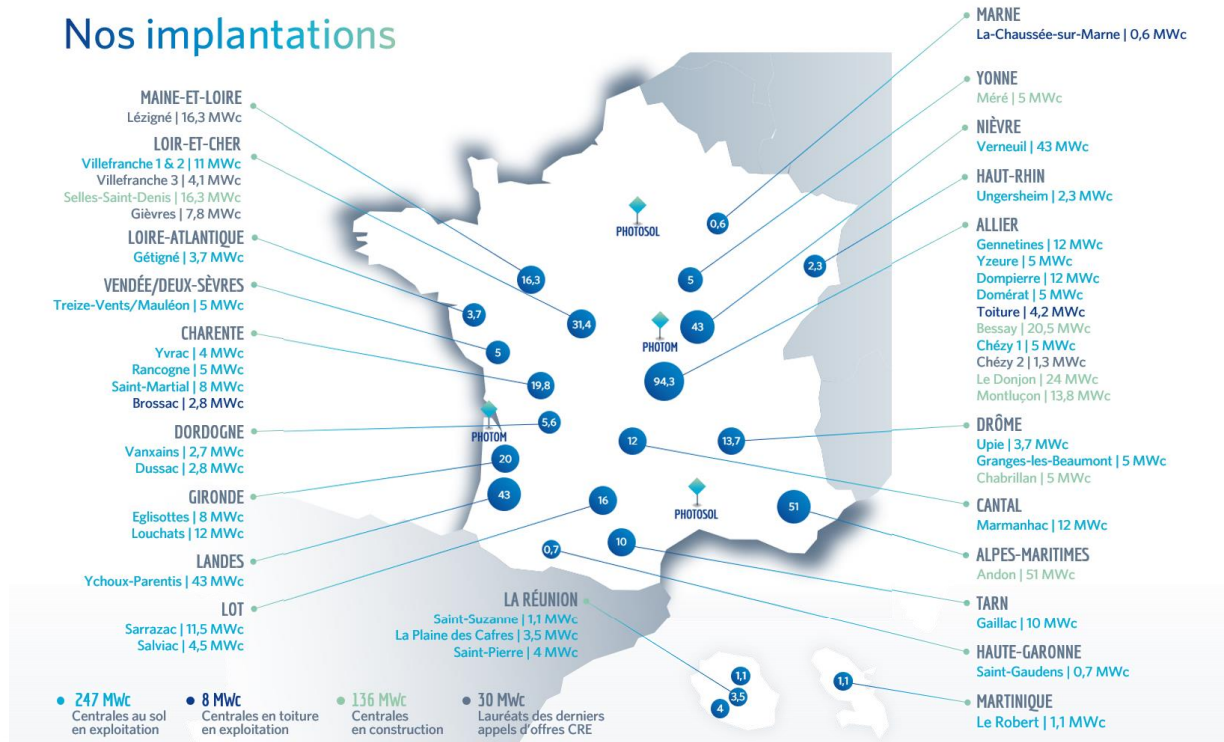 Nos implantations
MAINE-ET-LOIRE
Lézigné | 16,3 MWc
LOIR-ET-CHER
Villefranche 1 & 2 | 11 MWc
Villefranche 3 | 4,1 MWc
Selles-Saint-Denis | 16,3 MWc
Gièvres | 7,8 MWc
LOIRE-ATLANTIQUE
Gétigné | 3,7 MWc
VENDÉE/DEUX-SÈVRES
Treize-Vents/Mauléon | 5 MWc
CHARENTE
Yvrac | 4 MWc
Rancogne | 5 MWc
Saint-Martial | 8 MWc
Brossac | 2,8 MWc
DORDOGNE
Vanxains | 2,7 MWc
Dussac | 2,8 MWc
GIRONDE
Eglisottes | 8 MWc
Louchats | 12 MWc
LANDES
Ychoux-Parentis | 43 MWc
LOT
Sarrazac | 11,5 MWc
Salviac | 4,5 MWc
LA RÉUNION
Saint-Suzanne | 1,1 MWc
La Plaine des Cafres | 3,5 MWc
Saint-Pierre | 4 MWc
PHOTOSOL
0,6
2,3
16,3
5
3,7
31,4
43
PHOTOM
5
94,3
19,8
PHOTOM
5,6
12
13,7
20
43
16
PHOTOSOL
51
0,7
10
1,1
3,5
4
1,1
MARNE
La-Chaussée-sur-Marne | 0,6 MWc
YONNE
Méré | 5 MWc
NIÈVRE
Verneuil | 43 MWc
HAUT-RHIN
Ungersheim | 2,3 MWc
ALLIER
Gennetines | 12 MWc
Yzeure | 5 MWc
Dompierre | 12 MWc
Domérat | 5 MWc
Toiture | 4,2 MWc
Bessay | 20,5 MWc
Chézy 1 | 5 MWc
Chézy 2 | 1,3 MWc
Le Donjon | 24 MWc
Montluçon | 13,8 MWc
DRÔME
Upie | 3,7 MWc
Granges-les-Beaumont | 5 MWc
Chabrillan | 5 MWc
CANTAL
Marmanhac | 12 MWc
ALPES-MARITIMES
Andon | 51 MWc
TARN
Gaillac | 10 MWc
HAUTE-GARONNE
Saint-Gaudens | 0,7 MWc
MARTINIQUE
Le Robert | 1,1 MWc
247 MWc
Centrales au sol
en exploitation
8 MWc
Centrales en toiture
en exploitation
136 MWc
Centrales
en construction
30 MWc
Lauréats des derniers
appels d'offres CRE